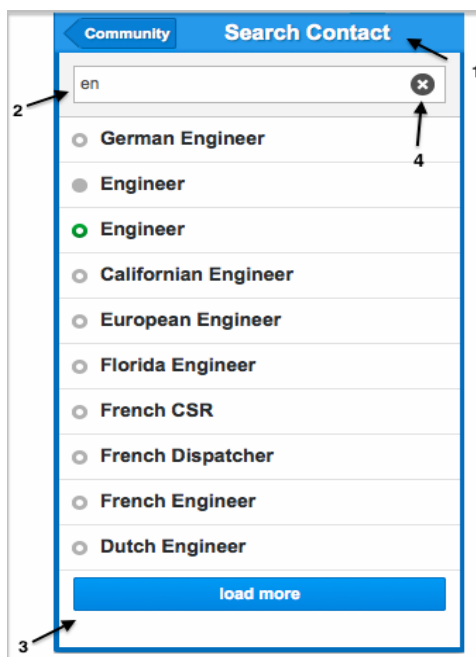 Community Search Contact
1
en
2
4
German Engineer
Engineer
Engineer
Californian Engineer
European Engineer
Florida Engineer
French CSR
French Dispatcher
French Engineer
Dutch Engineer
load more
3